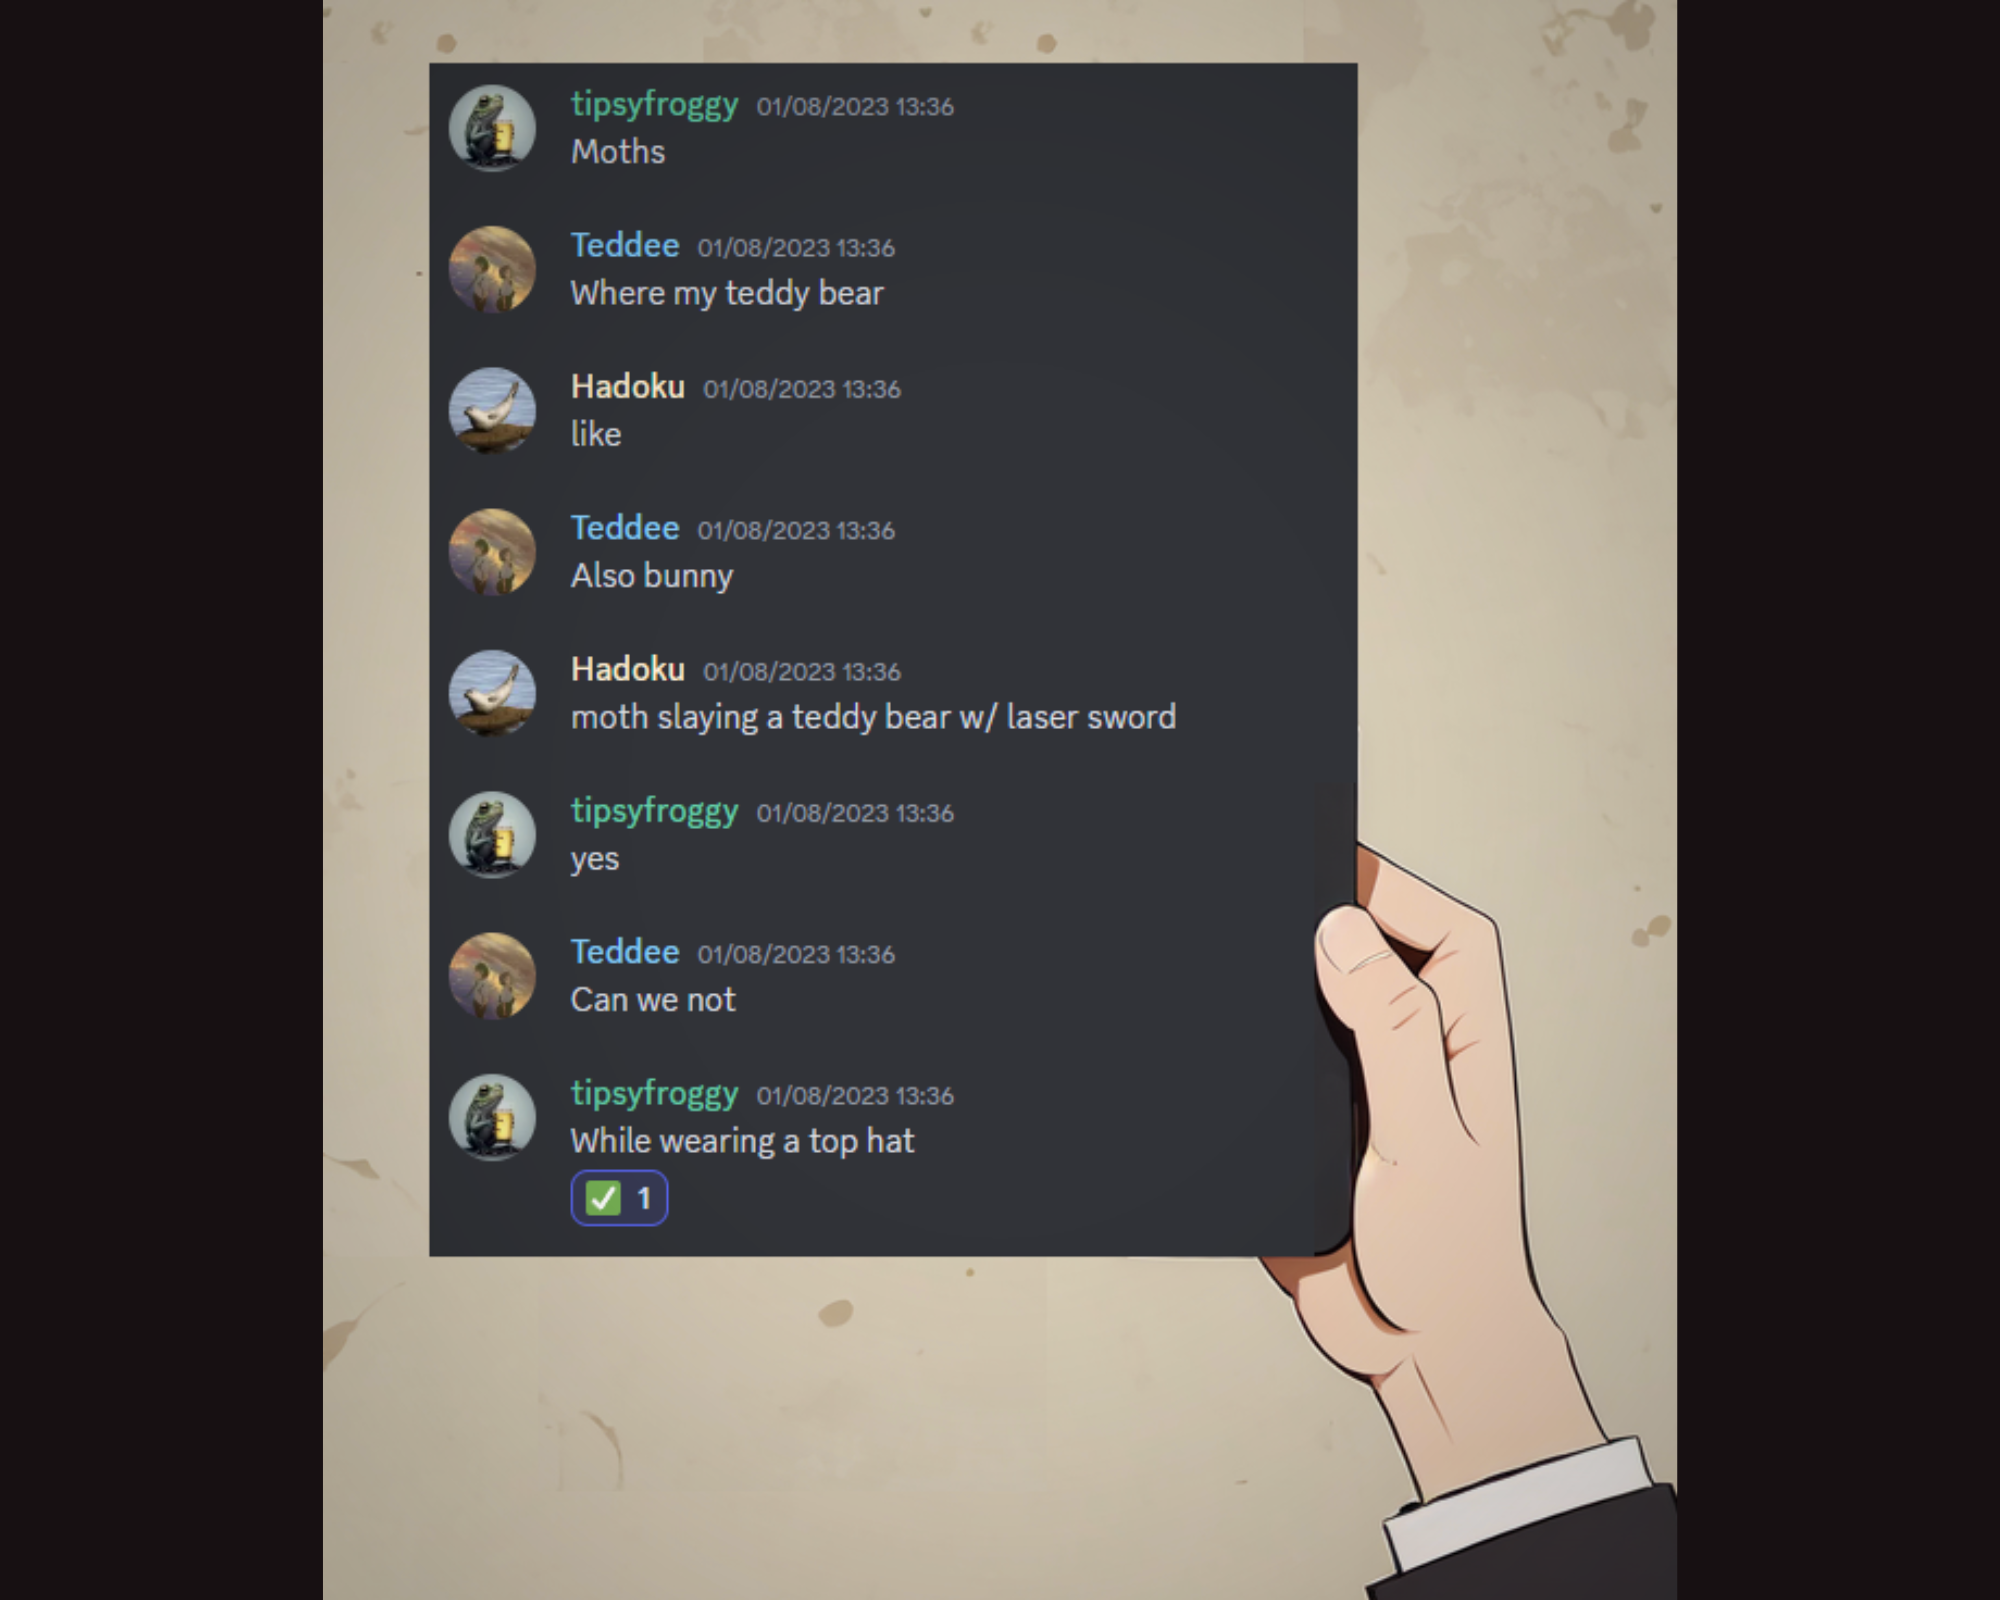 tipsyfroggy 01/08/2023 13:36
Moths
Teddee 01/08/2023 13:36
Where my teddy bear
Hadoku 01/08/2023 13:36
like
Teddee 01/08/2023 13:36
Also bunny
Hadoku 01/08/2023 13:36
moth slaying a teddy bear w/ laser sword
tipsyfroggy 01/08/2023 13:36
yes
Teddee 01/08/2023 13:36
Can we not
tipsyfroggy 01/08/2023 13:36
While wearing a top hat
✅ 1